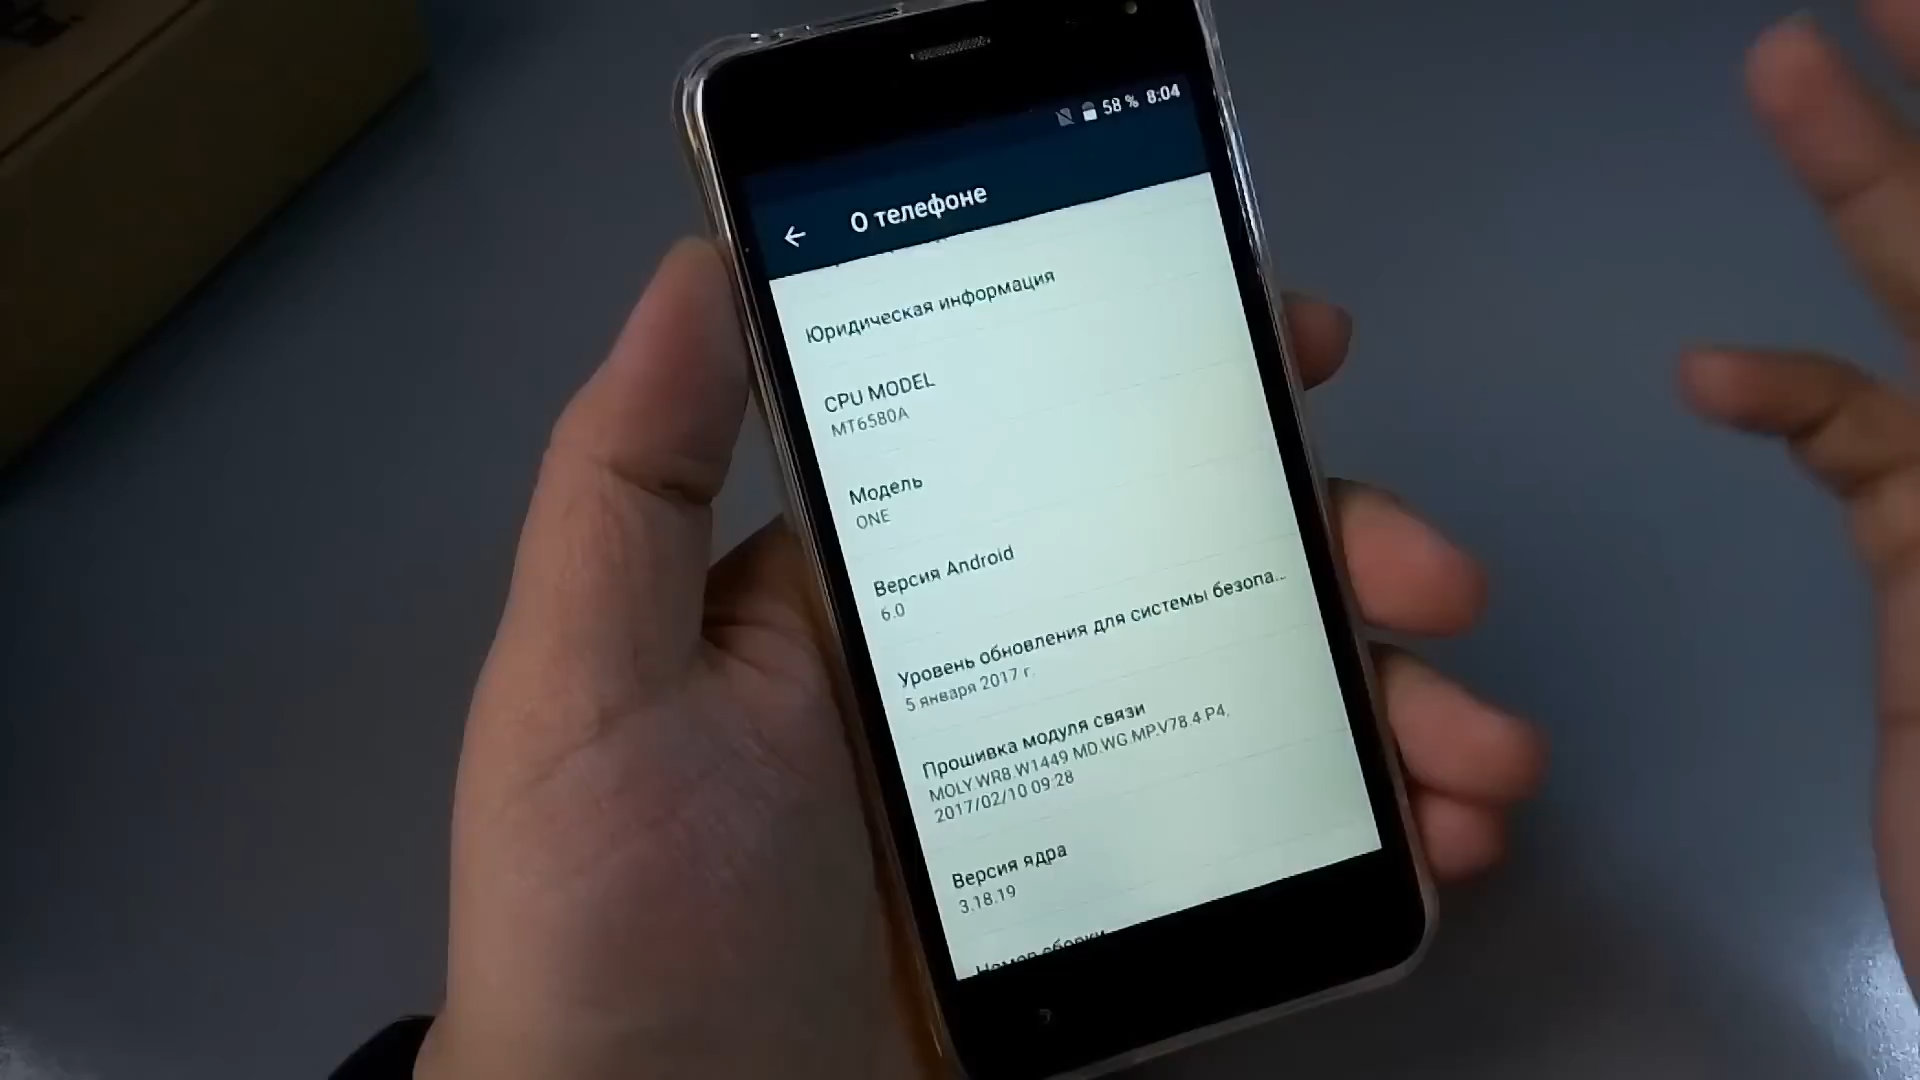 58 % 8:04
О телефоне
Юридическая информация
CPU MODEL
MT6580A
Модель
ONE
Версия Android
6.0
Уровень обновления для системы безопа...
5 января 2017 г.
Прошивка модуля связи
MOLY.WR8.W1449.MD.WG.MP.V78.4.P4,
2017/02/10 09:28
Версия ядра
3.18.19
Номер сборки